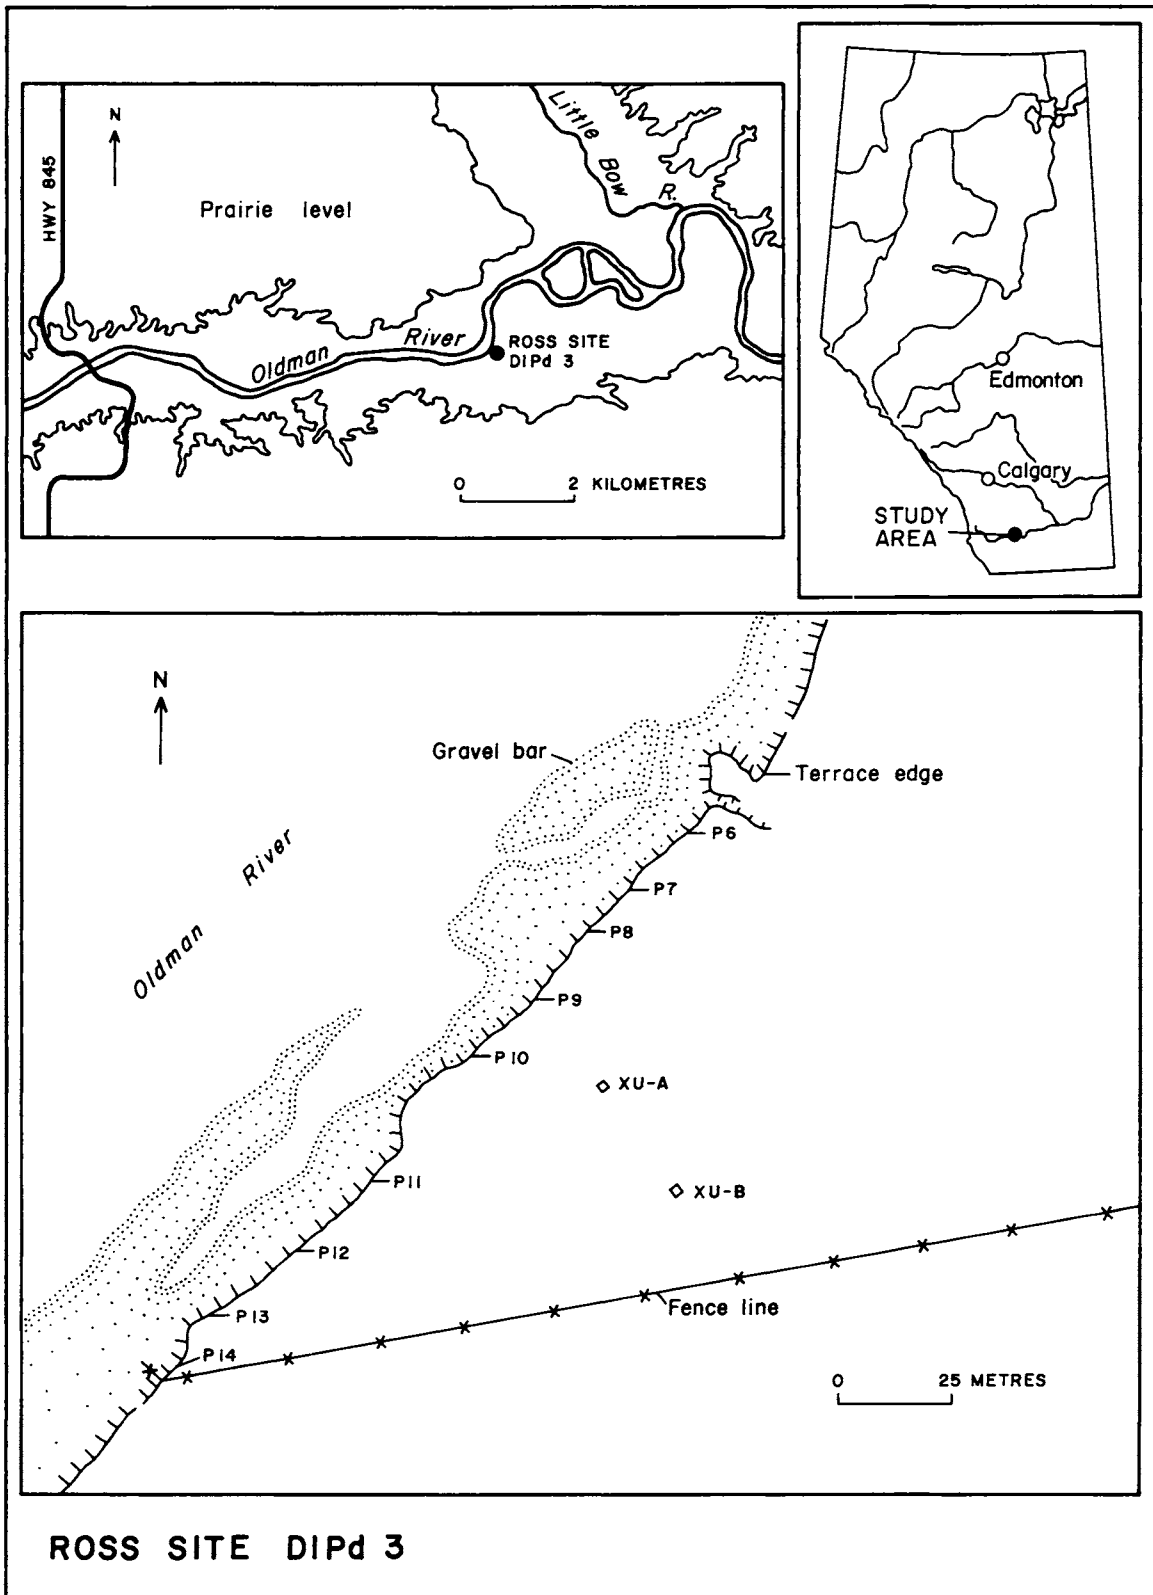 N
HWY 845
Prairie level
Little Bow R.
Oldman River
ROSS SITE
DIPd 3
0 2 KILOMETRES
Edmonton
Calgary
STUDY
AREA
N
Gravel bar
Terrace edge
Oldman River
P6
P7
P8
P9
P10
XU-A
P11
XU-B
P12
Fence line
P13
P14
0 25 METRES
ROSS SITE DIPd 3